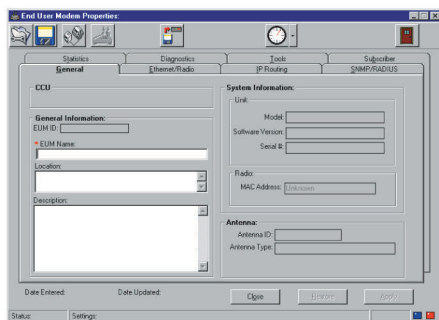 End User Modem Properties:
Statistics Diagnostics Tools Subscriber
General Ethernet/Radio IP Routing SNMP/RADIUS
CCU
General Information:
EUM ID:
* EUM Name:
Location:
Description:
System Information:
Unit:
Model:
Software Version:
Serial #:
Radio:
MAC Address: Unknown
Antenna:
Antenna ID:
Antenna Type:
Date Entered: Date Updated:
Close Restore Apply
Status: Settings: